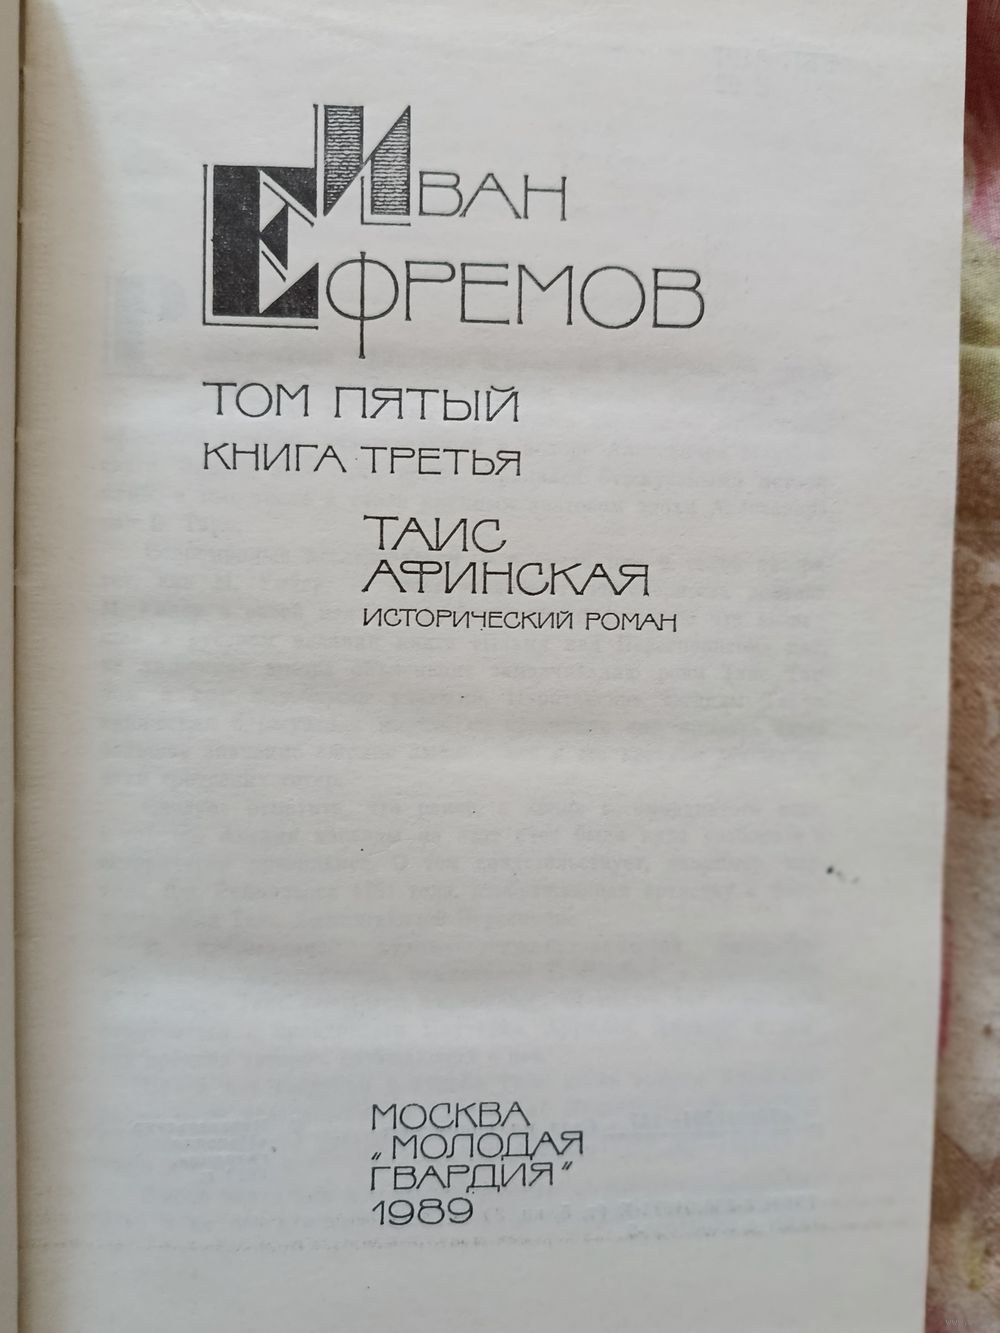 ИВАН
ЕФРЕМОВ
ТОМ ПЯТЫЙ
КНИГА ТРЕТЬЯ
ТАИС
АФИНСКАЯ
ИСТОРИЧЕСКИЙ РОМАН
МОСКВА
„МОЛОДАЯ
ГВАРДИЯ"
1989